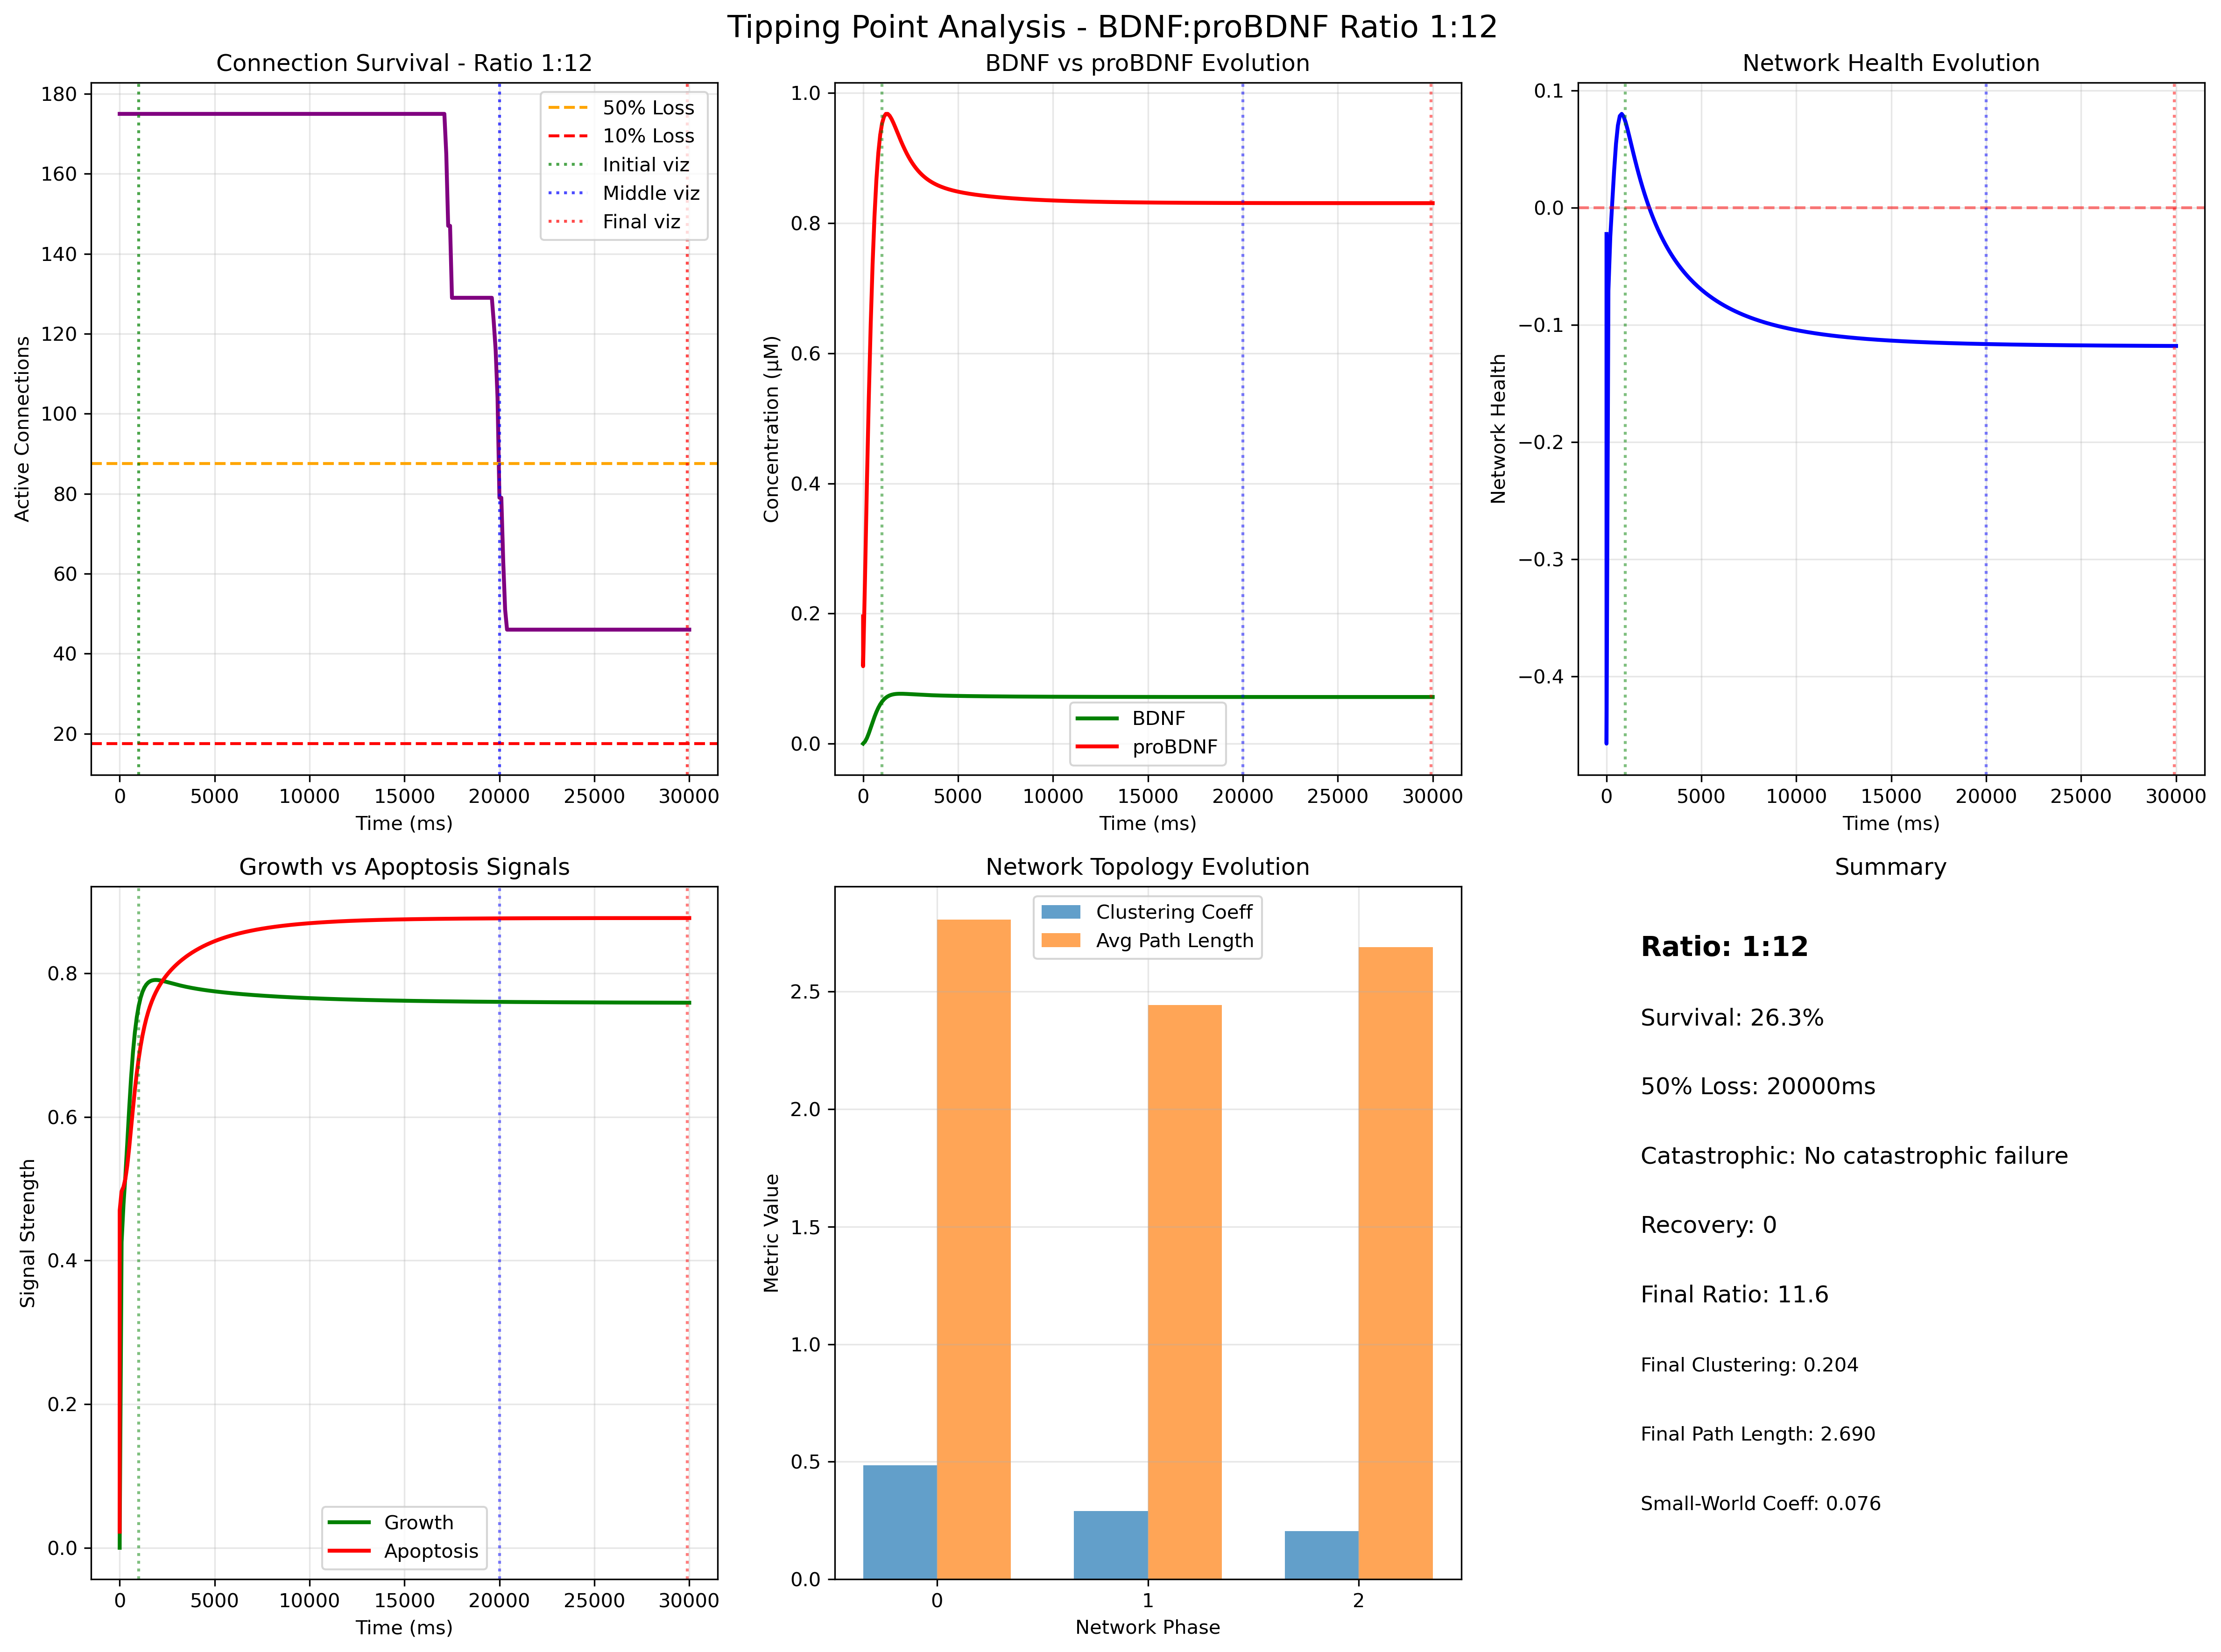 Tipping Point Analysis - BDNF:proBDNF Ratio 1:12
Connection Survival - Ratio 1:12
Active Connections
180
160
140
120
100
80
60
40
20
0
5000
10000
15000
20000
25000
30000
Time (ms)
50% Loss
10% Loss
Initial viz
Middle viz
Final viz
BDNF vs proBDNF Evolution
Concentration (μM)
1.0
0.8
0.6
0.4
0.2
0.0
0
5000
10000
15000
20000
25000
30000
Time (ms)
BDNF
proBDNF
Network Health Evolution
Network Health
0.1
0.0
−0.1
−0.2
−0.3
−0.4
0
5000
10000
15000
20000
25000
30000
Time (ms)
Growth vs Apoptosis Signals
Signal Strength
0.8
0.6
0.4
0.2
0.0
0
5000
10000
15000
20000
25000
30000
Time (ms)
Growth
Apoptosis
Network Topology Evolution
Metric Value
2.5
2.0
1.5
1.0
0.5
0.0
0
1
2
Network Phase
Clustering Coeff
Avg Path Length
Summary
Ratio: 1:12
Survival: 26.3%
50% Loss: 20000ms
Catastrophic: No catastrophic failure
Recovery: 0
Final Ratio: 11.6
Final Clustering: 0.204
Final Path Length: 2.690
Small-World Coeff: 0.076